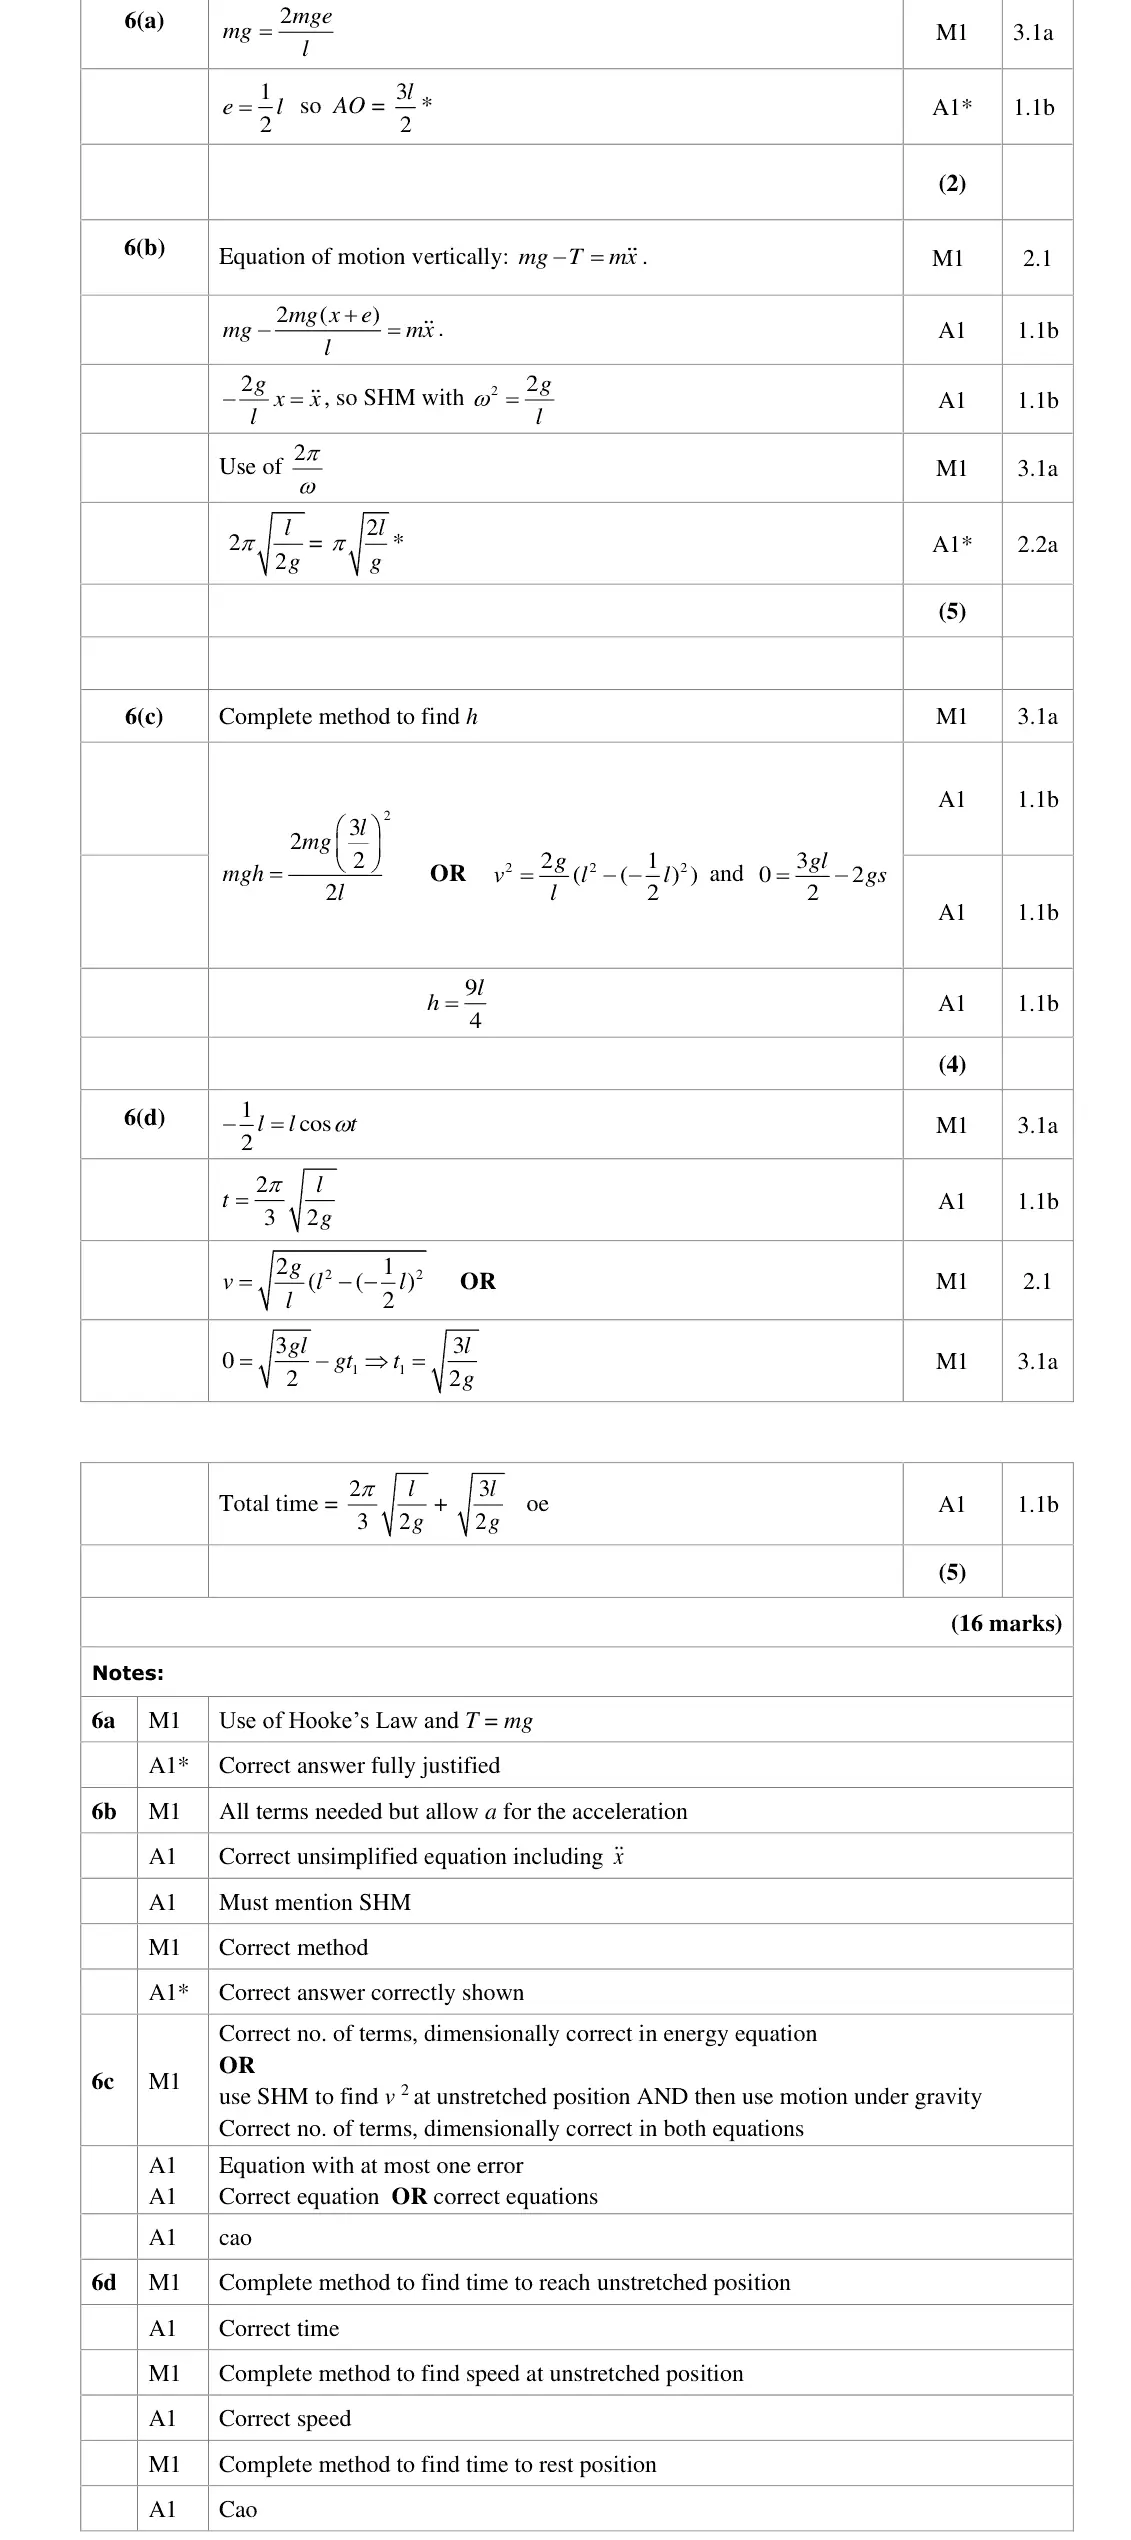 6(a) mg = 2mge/l M1 3.1a
e = 1/2 l so AO = 3l/2 * A1* 1.1b
(2)
6(b) Equation of motion vertically: mg − T = mẍ . M1 2.1
mg − 2mg(x + e)/l = mẍ . A1 1.1b
−2g/l x = ẍ , so SHM with ω² = 2g/l A1 1.1b
Use of 2π/ω M1 3.1a
2π√(l/2g) = π√(2l/g) * A1* 2.2a
(5)
6(c) Complete method to find h M1 3.1a
A1 1.1b
mgh = 2mg(3l/2)²/2l OR v² = 2g/l (l² − (−1/2 l)²) and 0 = 3gl/2 − 2gs
A1 1.1b
h = 9l/4 A1 1.1b
(4)
6(d) −1/2 l = l cos ωt M1 3.1a
t = 2π/3 √(l/2g) A1 1.1b
v = √(2g/l (l² − (−1/2 l)²) OR M1 2.1
0 = √(3gl/2) − gt₁ ⇒ t₁ = √(3l/2g) M1 3.1a
Total time = 2π/3 √(l/2g) + √(3l/2g) oe A1 1.1b
(5)
(16 marks)
Notes:
6a M1 Use of Hooke's Law and T = mg
A1* Correct answer fully justified
6b M1 All terms needed but allow a for the acceleration
A1 Correct unsimplified equation including ẍ
A1 Must mention SHM
M1 Correct method
A1* Correct answer correctly shown
6c M1 Correct no. of terms, dimensionally correct in energy equation
OR
use SHM to find v ² at unstretched position AND then use motion under gravity
Correct no. of terms, dimensionally correct in both equations
A1 Equation with at most one error
A1 Correct equation OR correct equations
A1 cao
6d M1 Complete method to find time to reach unstretched position
A1 Correct time
M1 Complete method to find speed at unstretched position
A1 Correct speed
M1 Complete method to find time to rest position
A1 Cao